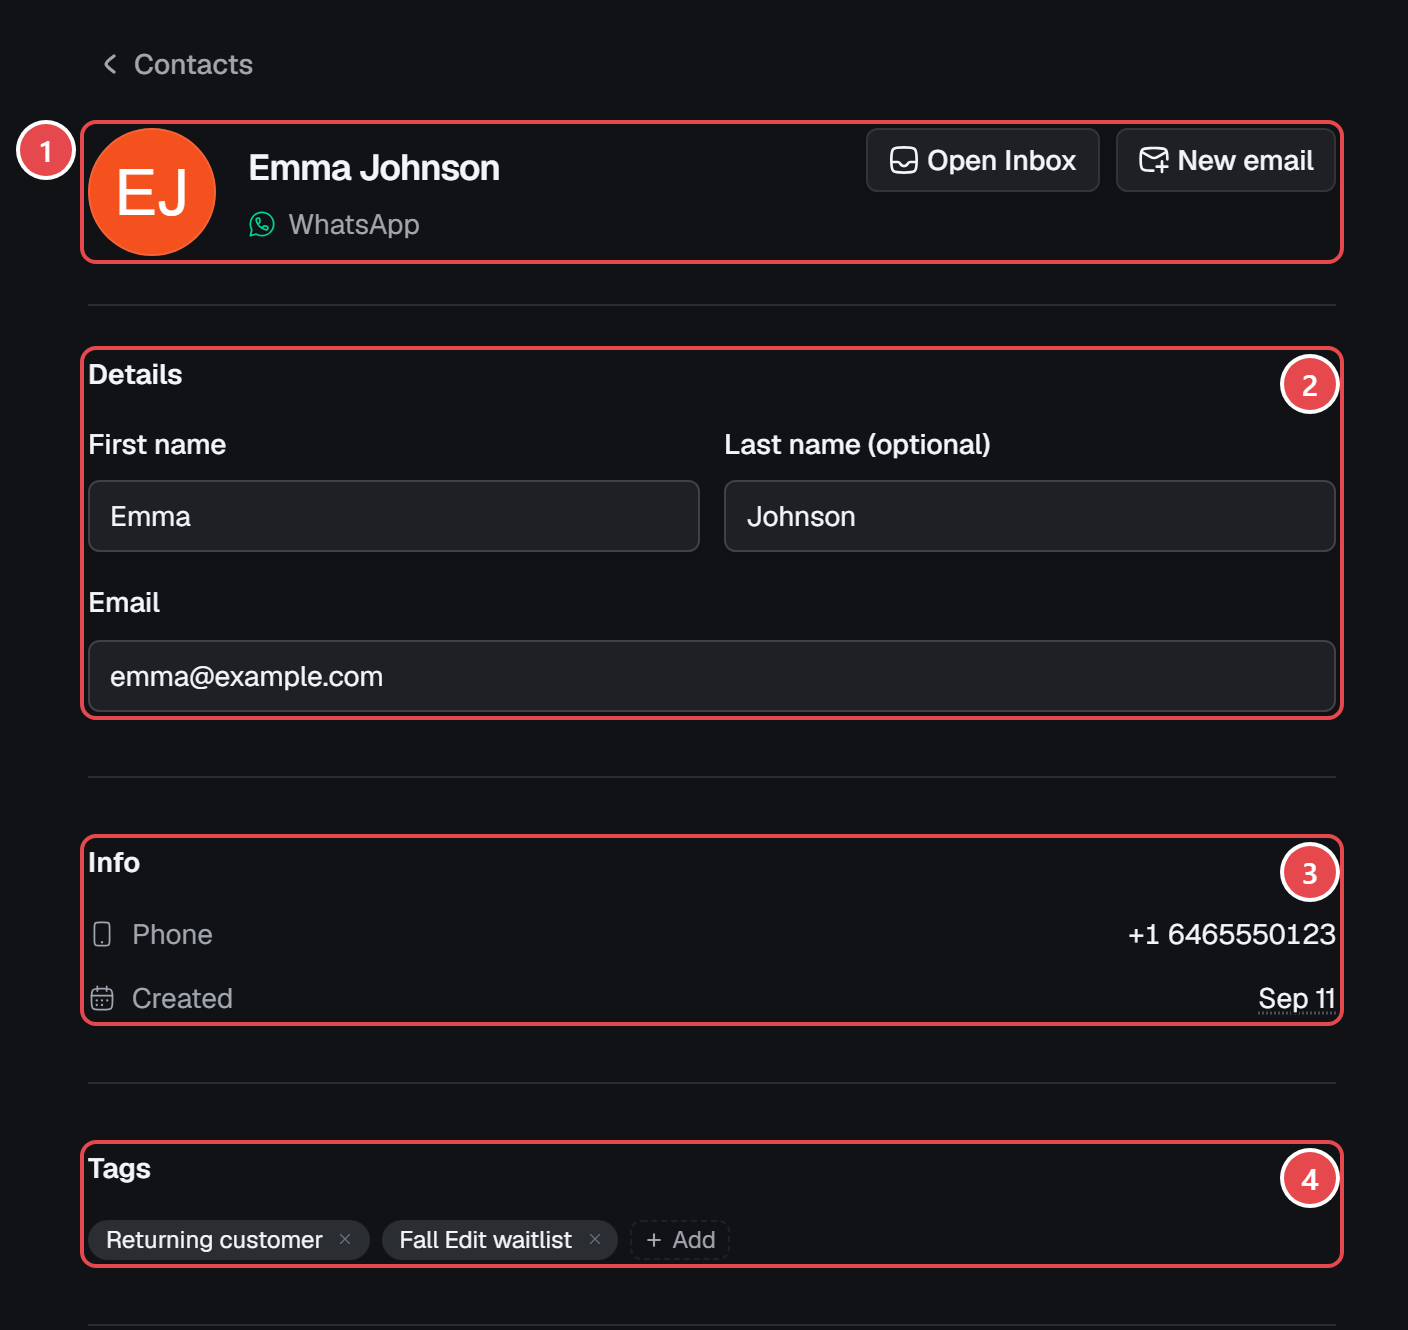 Contacts
1
EJ
Emma Johnson
WhatsApp
Open Inbox
New email
Details
2
First name
Last name (optional)
Emma
Johnson
Email
emma@example.com
Info
3
Phone
+1 6465550123
Created
Sep 11
Tags
4
Returning customer ×
Fall Edit waitlist ×
+ Add